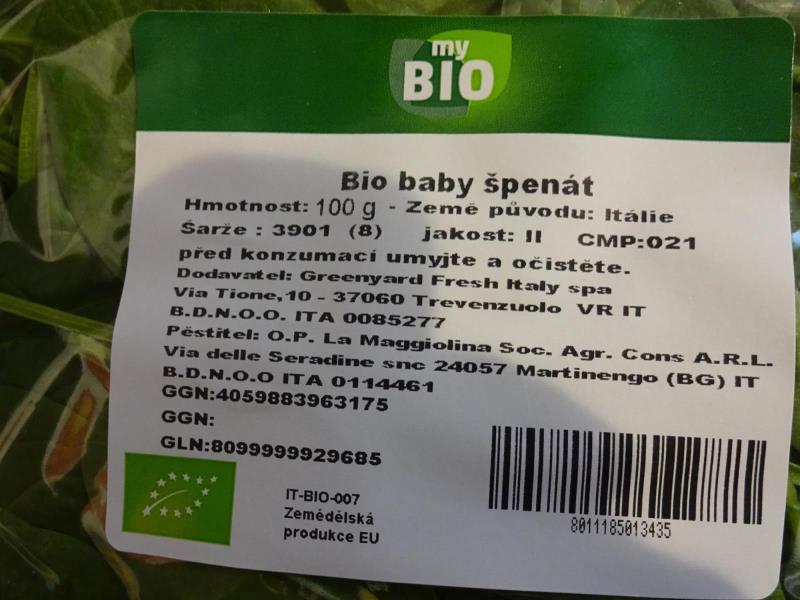 my
BIO
Bio baby špenát
Hmotnost: 100 g - Země původu: Itálie
Šarže : 3901 (8) jakost: II CMP:021
před konzumací umyjte a očistěte.
Dodavatel: Greenyard Fresh Italy spa
Via Tione,10 - 37060 Trevenzuolo VR IT
B.D.N.O.O. ITA 0085277
Pěstitel: O.P. La Maggiolina Soc. Agr. Cons A.R.L.
Via delle Seradine snc 24057 Martinengo (BG) IT
B.D.N.O.O ITA 0114461
GGN:4059883963175
GGN:
GLN:8099999929685
IT-BIO-007
Zemědělská
produkce EU
8011185013435